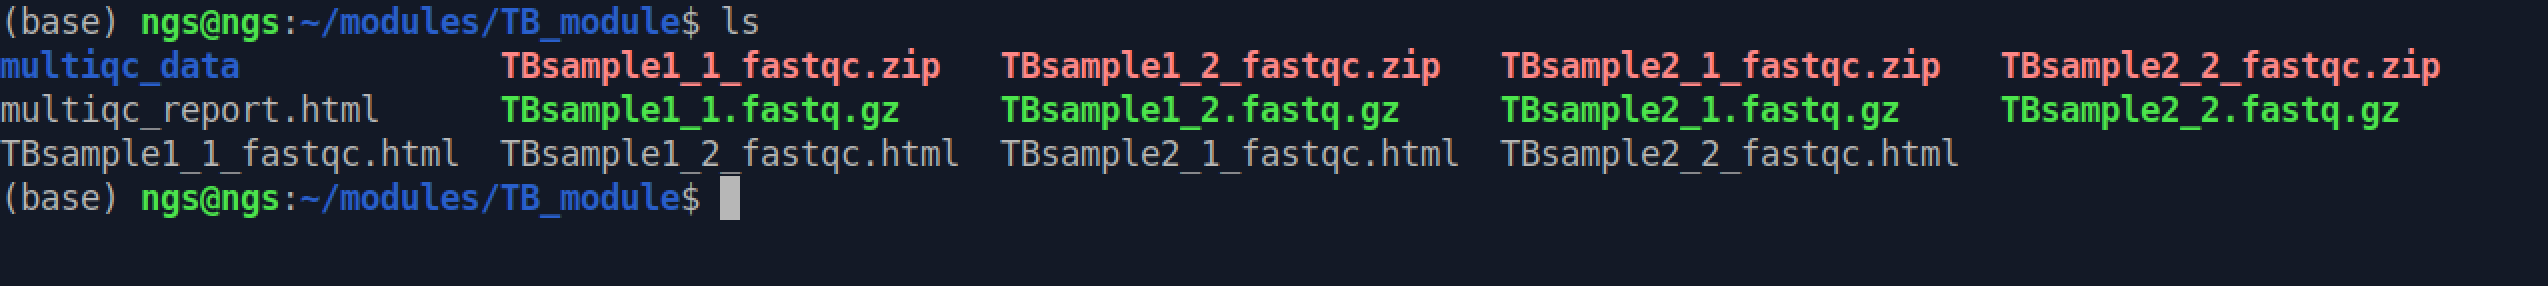 (base) ngs@ngs:~/modules/TB_module$ ls
multiqc_data TBsample1_1_fastqc.zip TBsample1_2_fastqc.zip TBsample2_1_fastqc.zip TBsample2_2_fastqc.zip
multiqc_report.html TBsample1_1.fastq.gz TBsample1_2.fastq.gz TBsample2_1.fastq.gz TBsample2_2.fastq.gz
TBsample1_1_fastqc.html TBsample1_2_fastqc.html TBsample2_1_fastqc.html TBsample2_2_fastqc.html
(base) ngs@ngs:~/modules/TB_module$